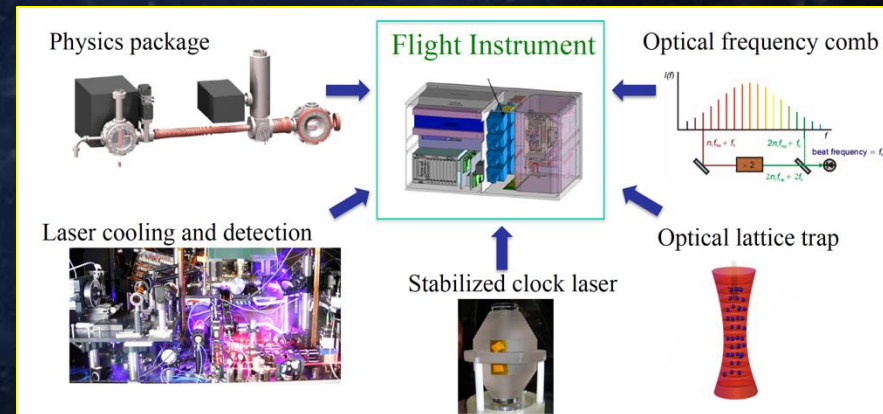 Physics package
Flight Instrument
Optical frequency comb
I(f)
f
2
beat frequency = f
Laser cooling and detection
Stabilized clock laser
Optical lattice trap